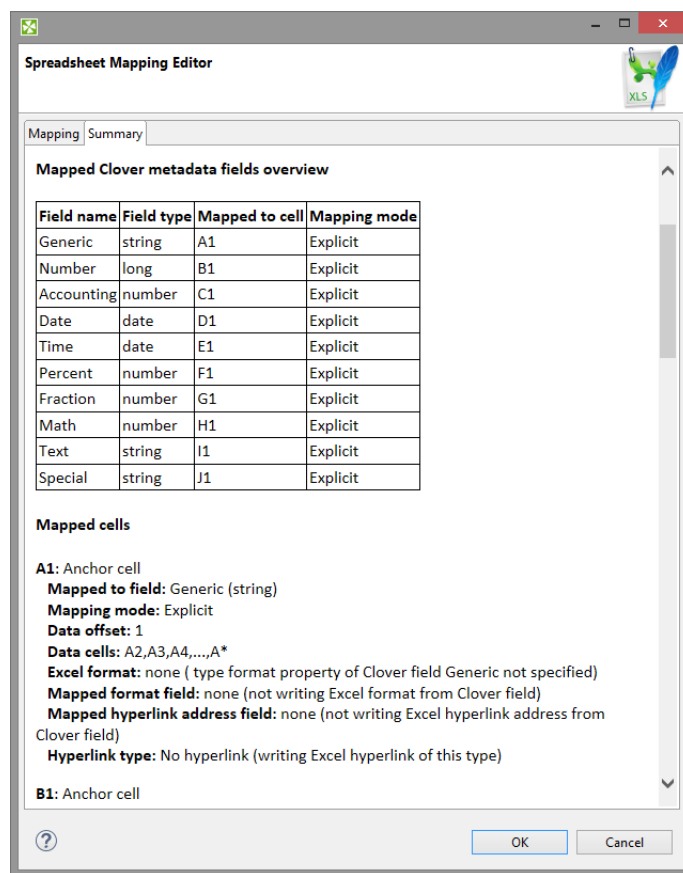 Spreadsheet Mapping Editor
XLS
Mapping Summary
Mapped Clover metadata fields overview
Field name Field type Mapped to cell Mapping mode
Generic string A1 Explicit
Number long B1 Explicit
Accounting number C1 Explicit
Date date D1 Explicit
Time date E1 Explicit
Percent number F1 Explicit
Fraction number G1 Explicit
Math number H1 Explicit
Text string I1 Explicit
Special string J1 Explicit
Mapped cells
A1: Anchor cell
Mapped to field: Generic (string)
Mapping mode: Explicit
Data offset: 1
Data cells: A2,A3,A4,...,A*
Excel format: none ( type format property of Clover field Generic not specified)
Mapped format field: none (not writing Excel format from Clover field)
Mapped hyperlink address field: none (not writing Excel hyperlink address from
Clover field)
Hyperlink type: No hyperlink (writing Excel hyperlink of this type)
B1: Anchor cell
?
OK Cancel